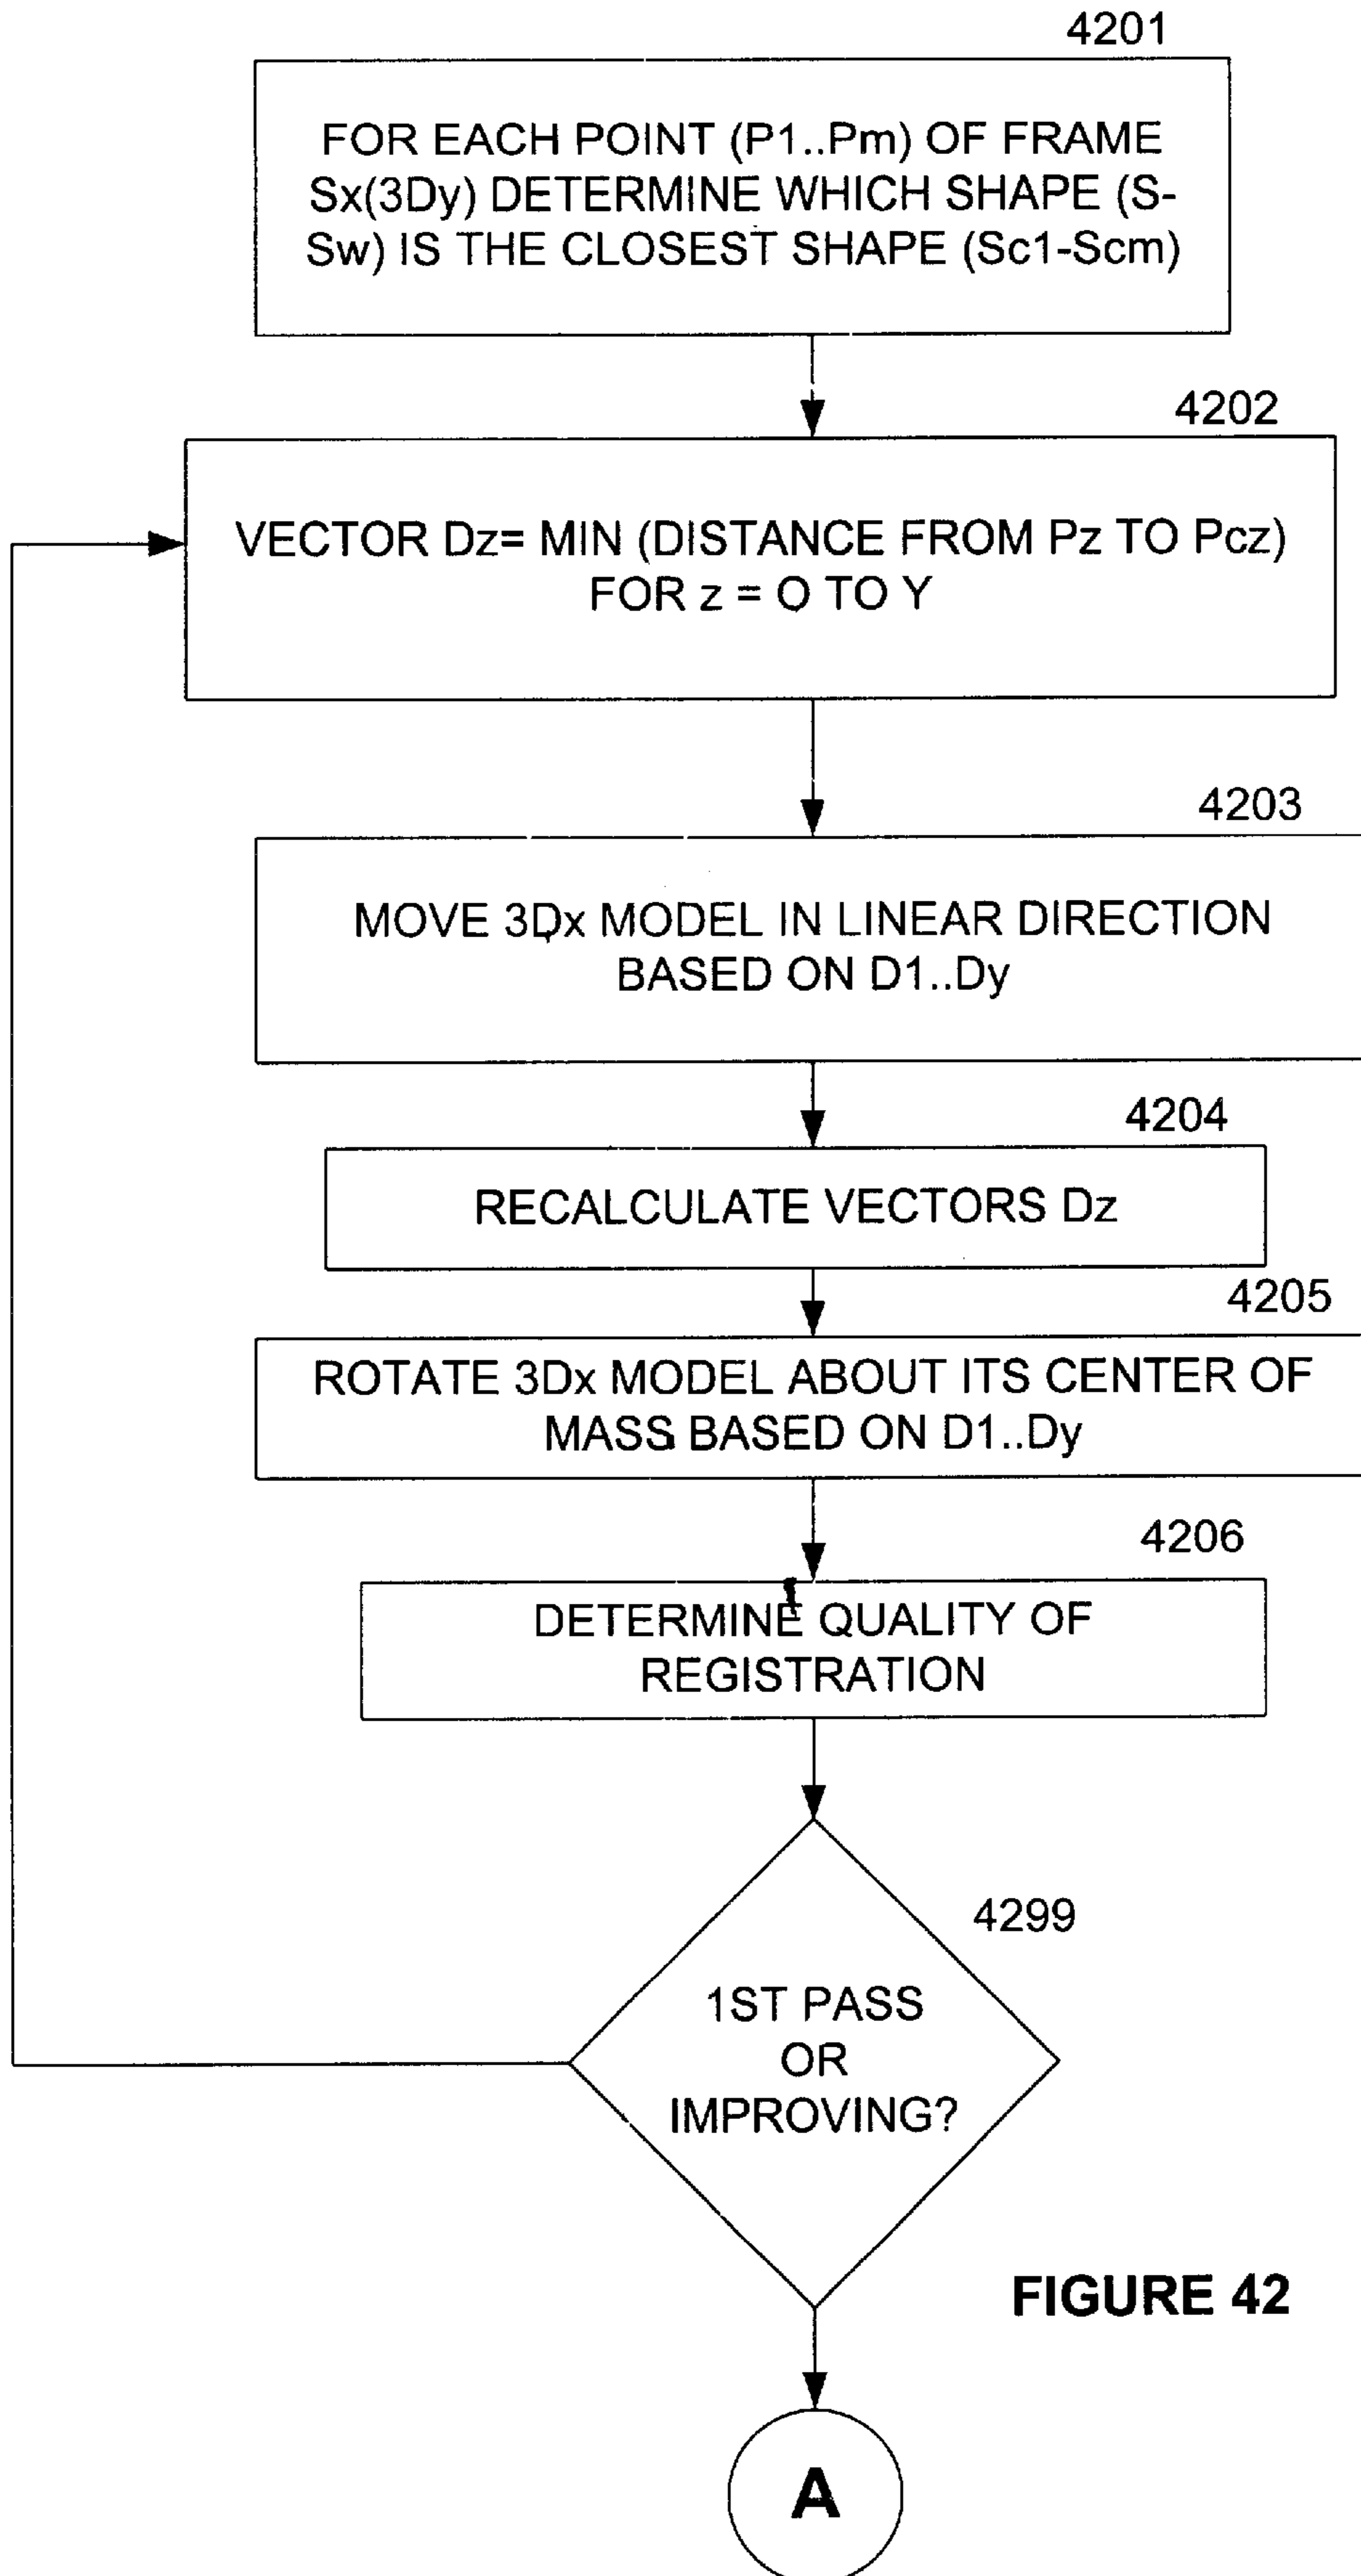 4201
FOR EACH POINT (P1..Pm) OF FRAME
Sx(3Dy) DETERMINE WHICH SHAPE (S-
Sw) IS THE CLOSEST SHAPE (Sc1-Scm)
4202
VECTOR Dz= MIN (DISTANCE FROM Pz TO Pcz)
FOR z = O TO Y
4203
MOVE 3Dx MODEL IN LINEAR DIRECTION
BASED ON D1..Dy
4204
RECALCULATE VECTORS Dz
4205
ROTATE 3Dx MODEL ABOUT ITS CENTER OF
MASS BASED ON D1..Dy
4206
DETERMINE QUALITY OF
REGISTRATION
4299
1ST PASS
OR
IMPROVING?
FIGURE 42
A